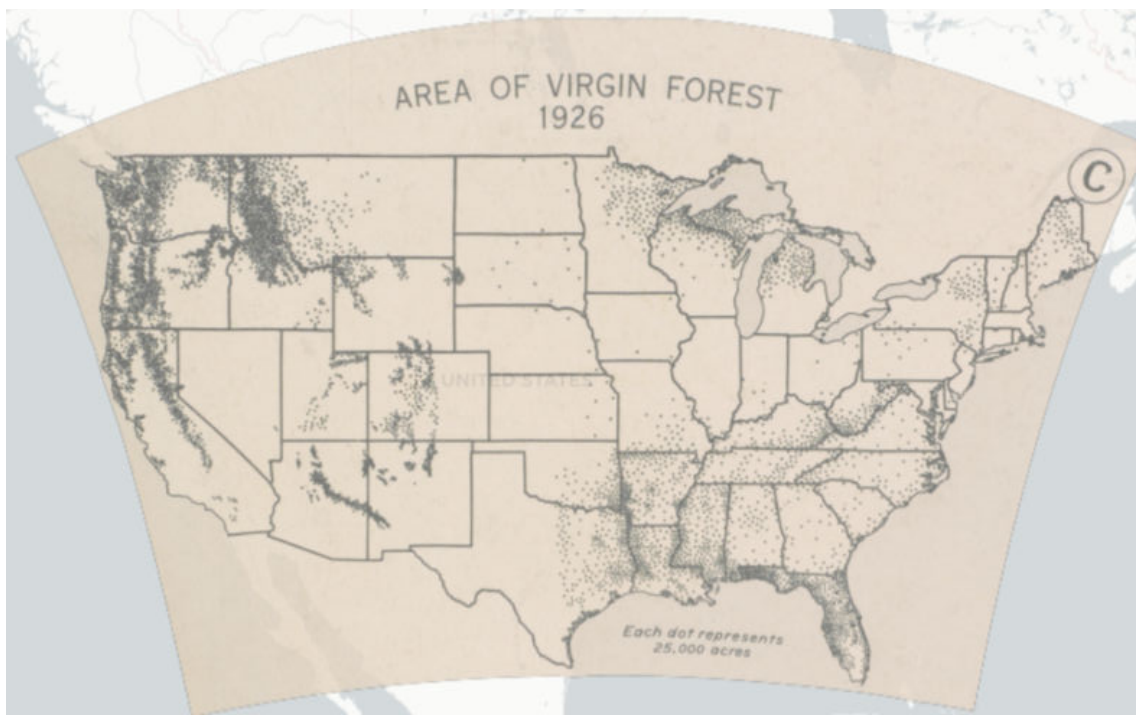 AREA OF VIRGIN FOREST
1926
C
UNITED STATES
Each dot represents
25,000 acres